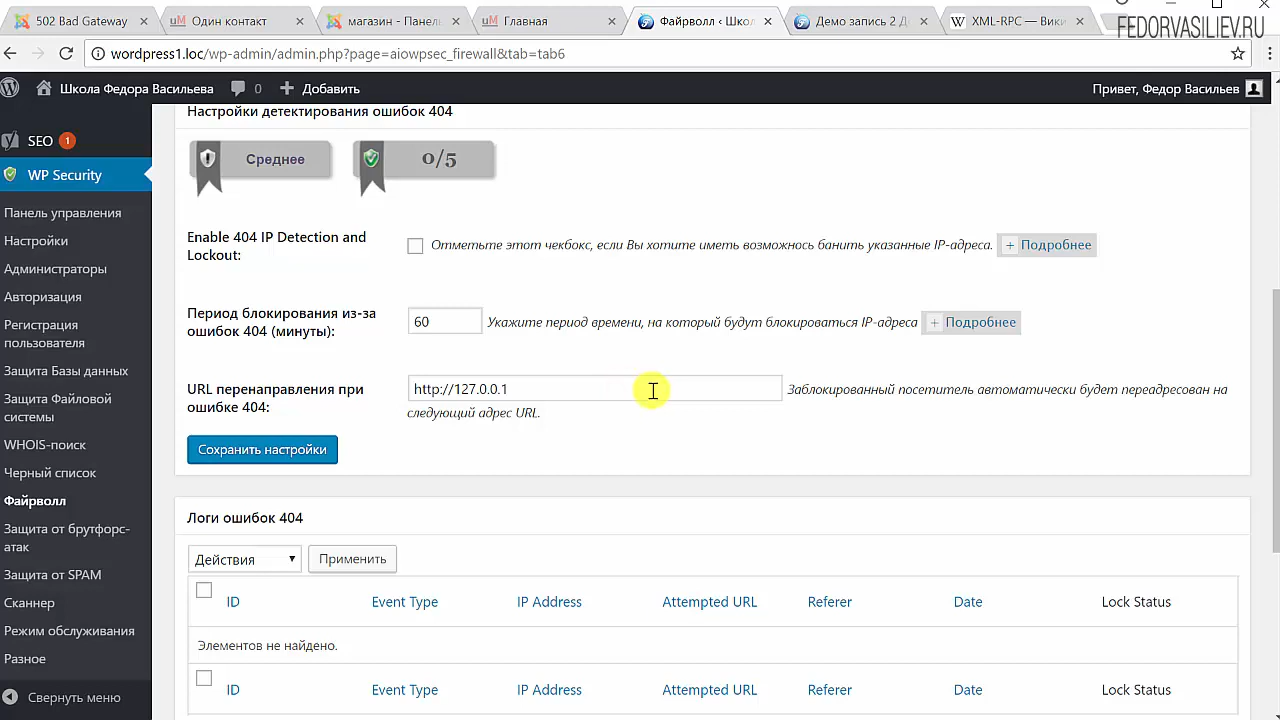 502 Bad Gateway
Один контакт
магазин - Панел
Главная
Файрволл ‹ Школ
Демо запись 2 Д
XML-RPC — Вики
FEDORVASILIEV.RU
wordpress1.loc/wp-admin/admin.php?page=aiowpsec_firewall&tab=tab6
Школа Федора Васильева
0
Добавить
Привет, Федор Васильев
SEO 1
WP Security
Панель управления
Настройки
Администраторы
Авторизация
Регистрация
пользователя
Защита Базы данных
Защита Файловой
системы
WHOIS-поиск
Черный список
Файрволл
Защита от брутфорс-
атак
Защита от SPAM
Сканнер
Режим обслуживания
Разное
Свернуть меню
Настройки детектирования ошибок 404
Среднее
0/5
Enable 404 IP Detection and
Lockout:
Отметьте этот чекбокс, если Вы хотите иметь возможнось банить указанные IP-адреса.
+ Подробнее
Период блокирования из-за
ошибок 404 (минуты):
60
Укажите период времени, на который будут блокироваться IP-адреса
+ Подробнее
URL перенаправления при
ошибке 404:
http://127.0.0.1
Заблокированный посетитель автоматически будет переадресован на
следующий адрес URL.
Сохранить настройки
Логи ошибок 404
Действия
Применить
ID Event Type IP Address Attempted URL Referer Date Lock Status
Элементов не найдено.
ID Event Type IP Address Attempted URL Referer Date Lock Status